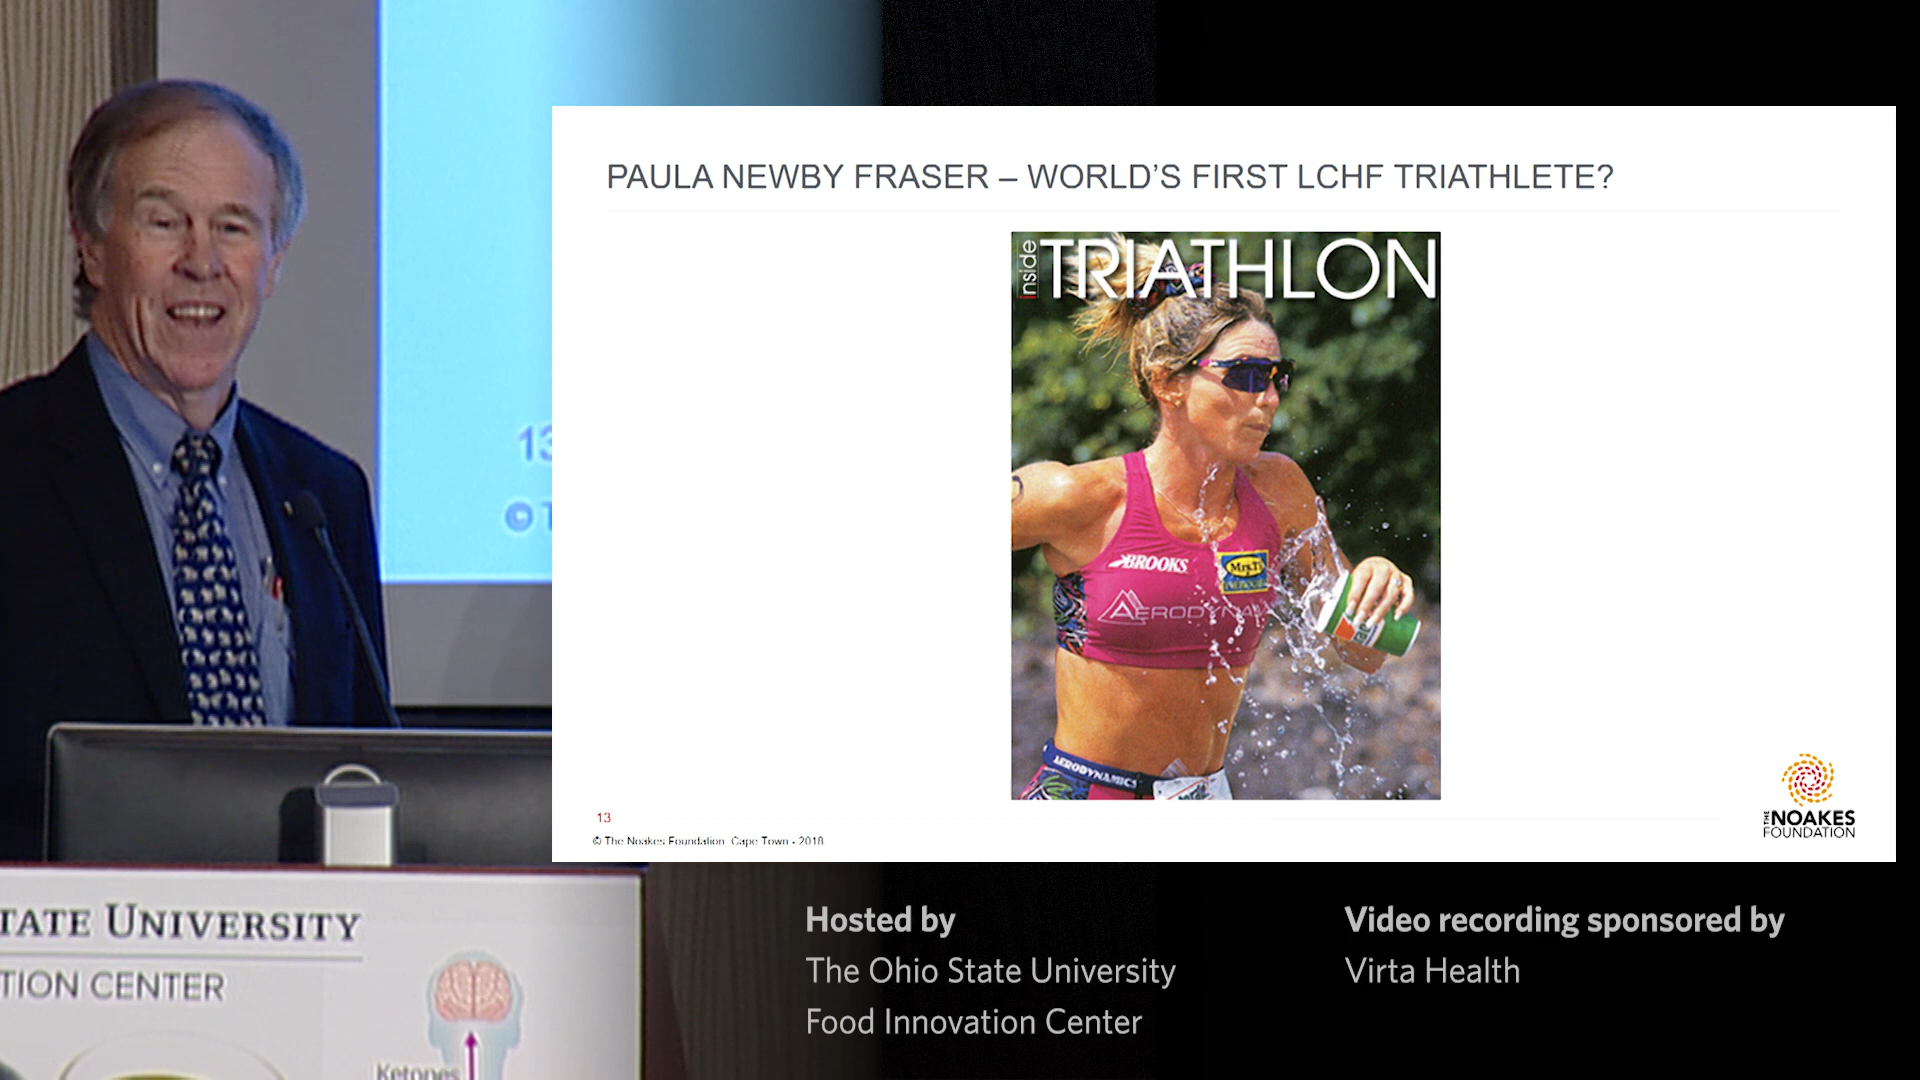 PAULA NEWBY FRASER – WORLD'S FIRST LCHF TRIATHLETE?
inside TRIATHLON
BROOKS
Mrs.T's
AERODYNAMICS
13
© The Noakes Foundation Cape Town - 2018
THE NOAKES
FOUNDATION
13
©
TATE UNIVERSITY
TION CENTER
Ketones
Hosted by
The Ohio State University
Food Innovation Center
Video recording sponsored by
Virta Health